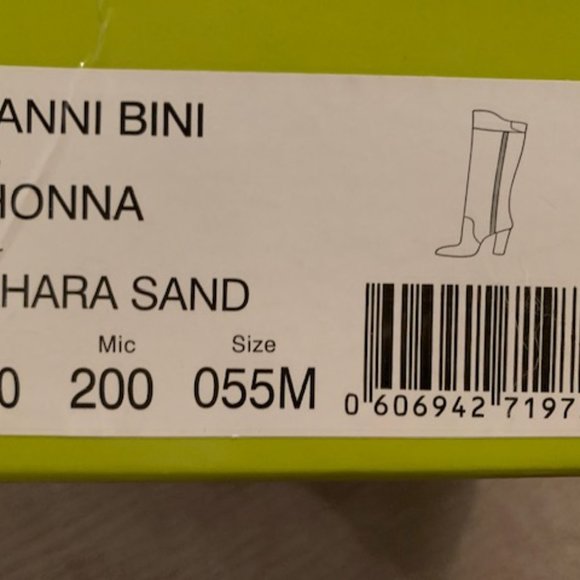 ANNI BINI
HONNA
HARA SAND
Mic
Size
0
200
055M
0 606942 7197